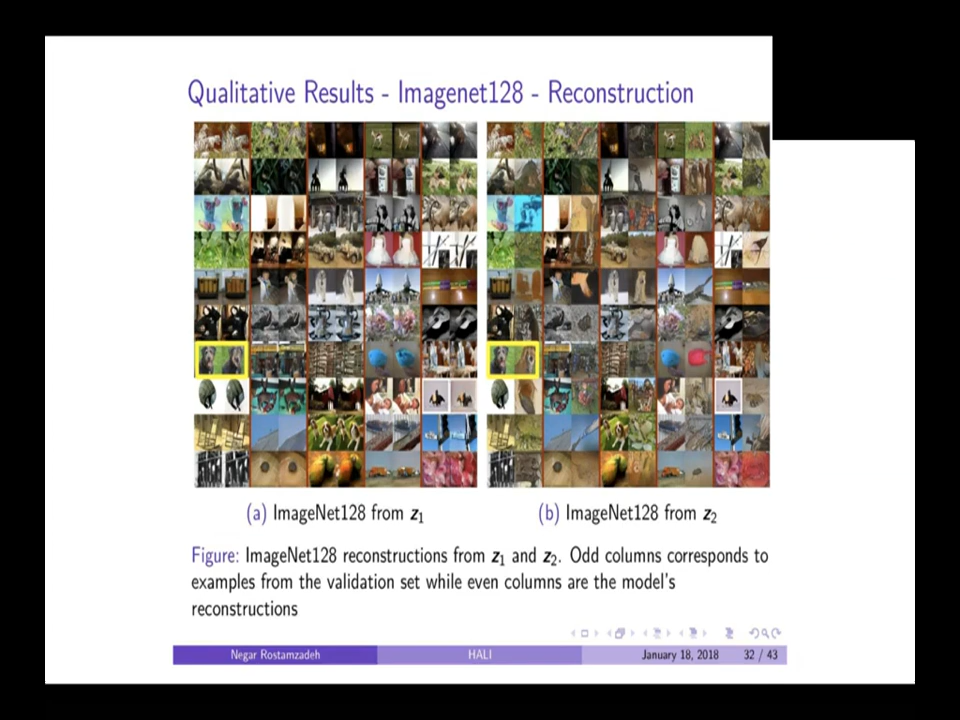 Qualitative Results - Imagenet128 - Reconstruction
(a) ImageNet128 from z1
(b) ImageNet128 from z2
Figure: ImageNet128 reconstructions from z1 and z2. Odd columns corresponds to
examples from the validation set while even columns are the model's
reconstructions
Negar Rostamzadeh HALI January 18, 2018 32 / 43